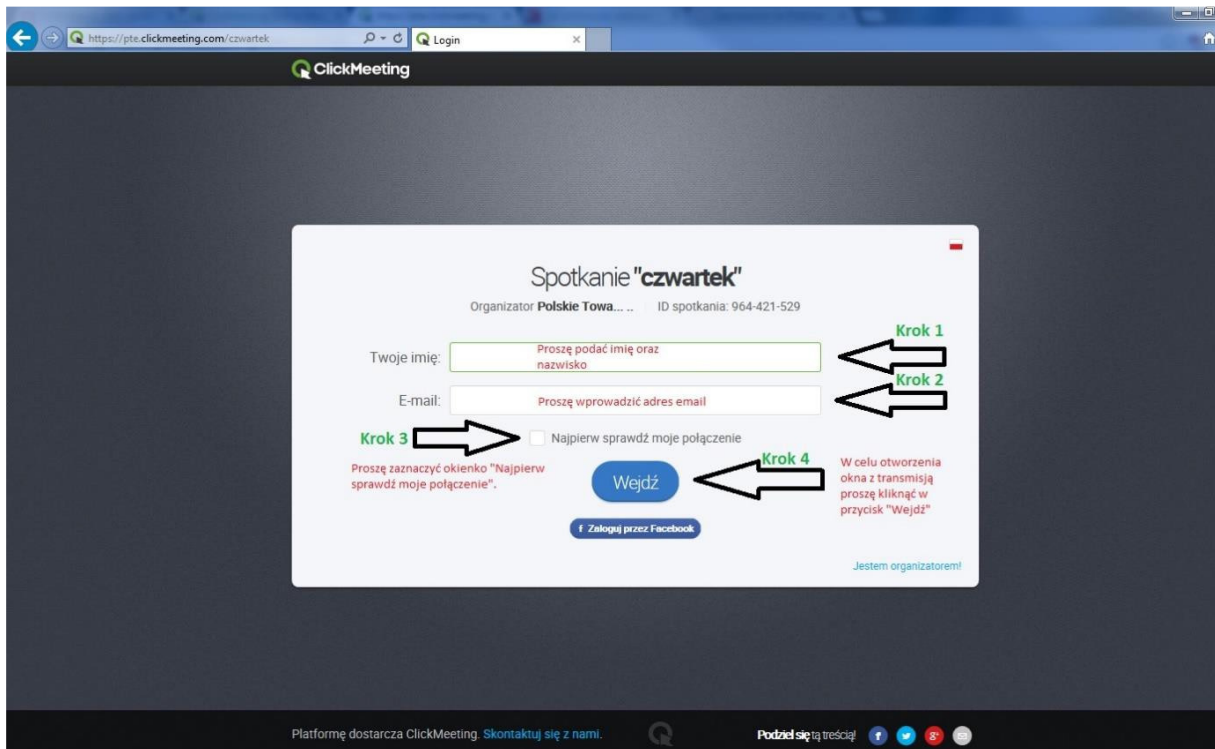 https://pte.clickmeeting.com/czwartek
Login
ClickMeeting
Spotkanie "czwartek"
Organizator Polskie Towa... .. ID spotkania: 964-421-529
Krok 1
Twoje imię:
Proszę podać imię oraz
nazwisko
Krok 2
E-mail:
Proszę wprowadzić adres email
Krok 3
Najpierw sprawdź moje połączenie
Proszę zaznaczyć okienko "Najpierw
sprawdź moje połączenie".
Wejdź
Krok 4
W celu otworzenia
okna z transmisją
proszę kliknąć w
przycisk "Wejdź"
f Zaloguj przez Facebook
Jestem organizatorem!
Platformę dostarcza ClickMeeting. Skontaktuj się z nami.
Podziel się tą treścią!